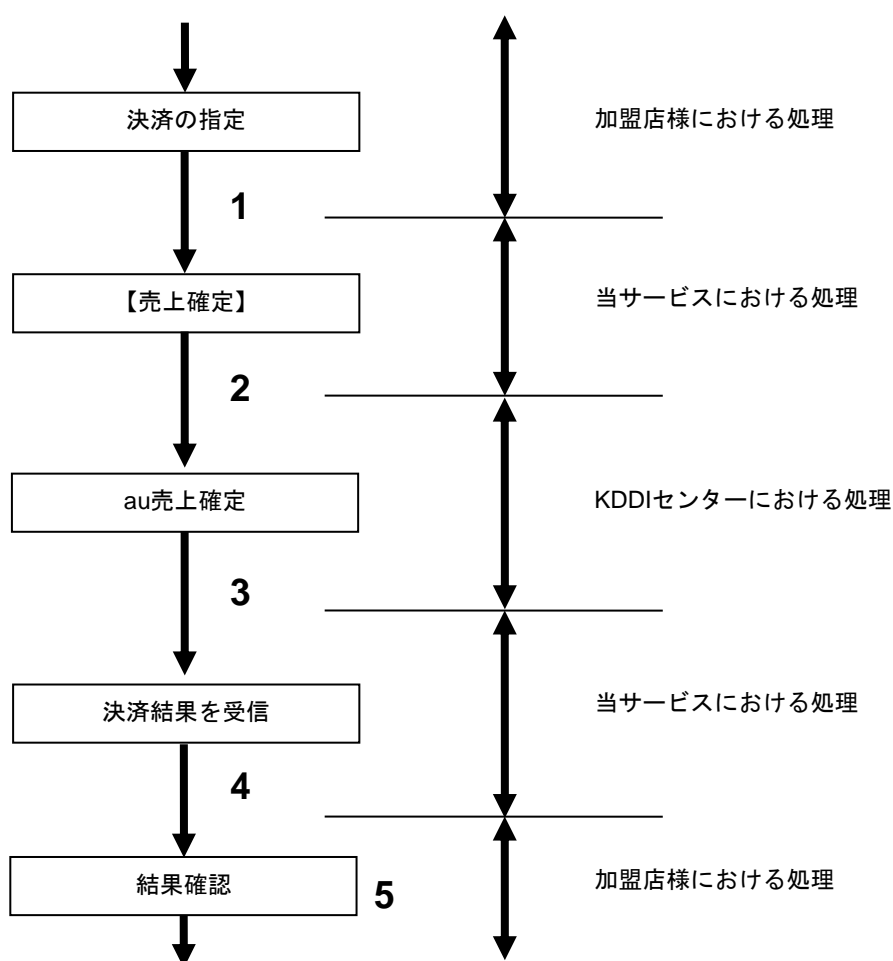 決済の指定
加盟店様における処理
1
【売上確定】
当サービスにおける処理
2
au売上確定
KDDIセンターにおける処理
3
決済結果を受信
当サービスにおける処理
4
結果確認
5
加盟店様における処理